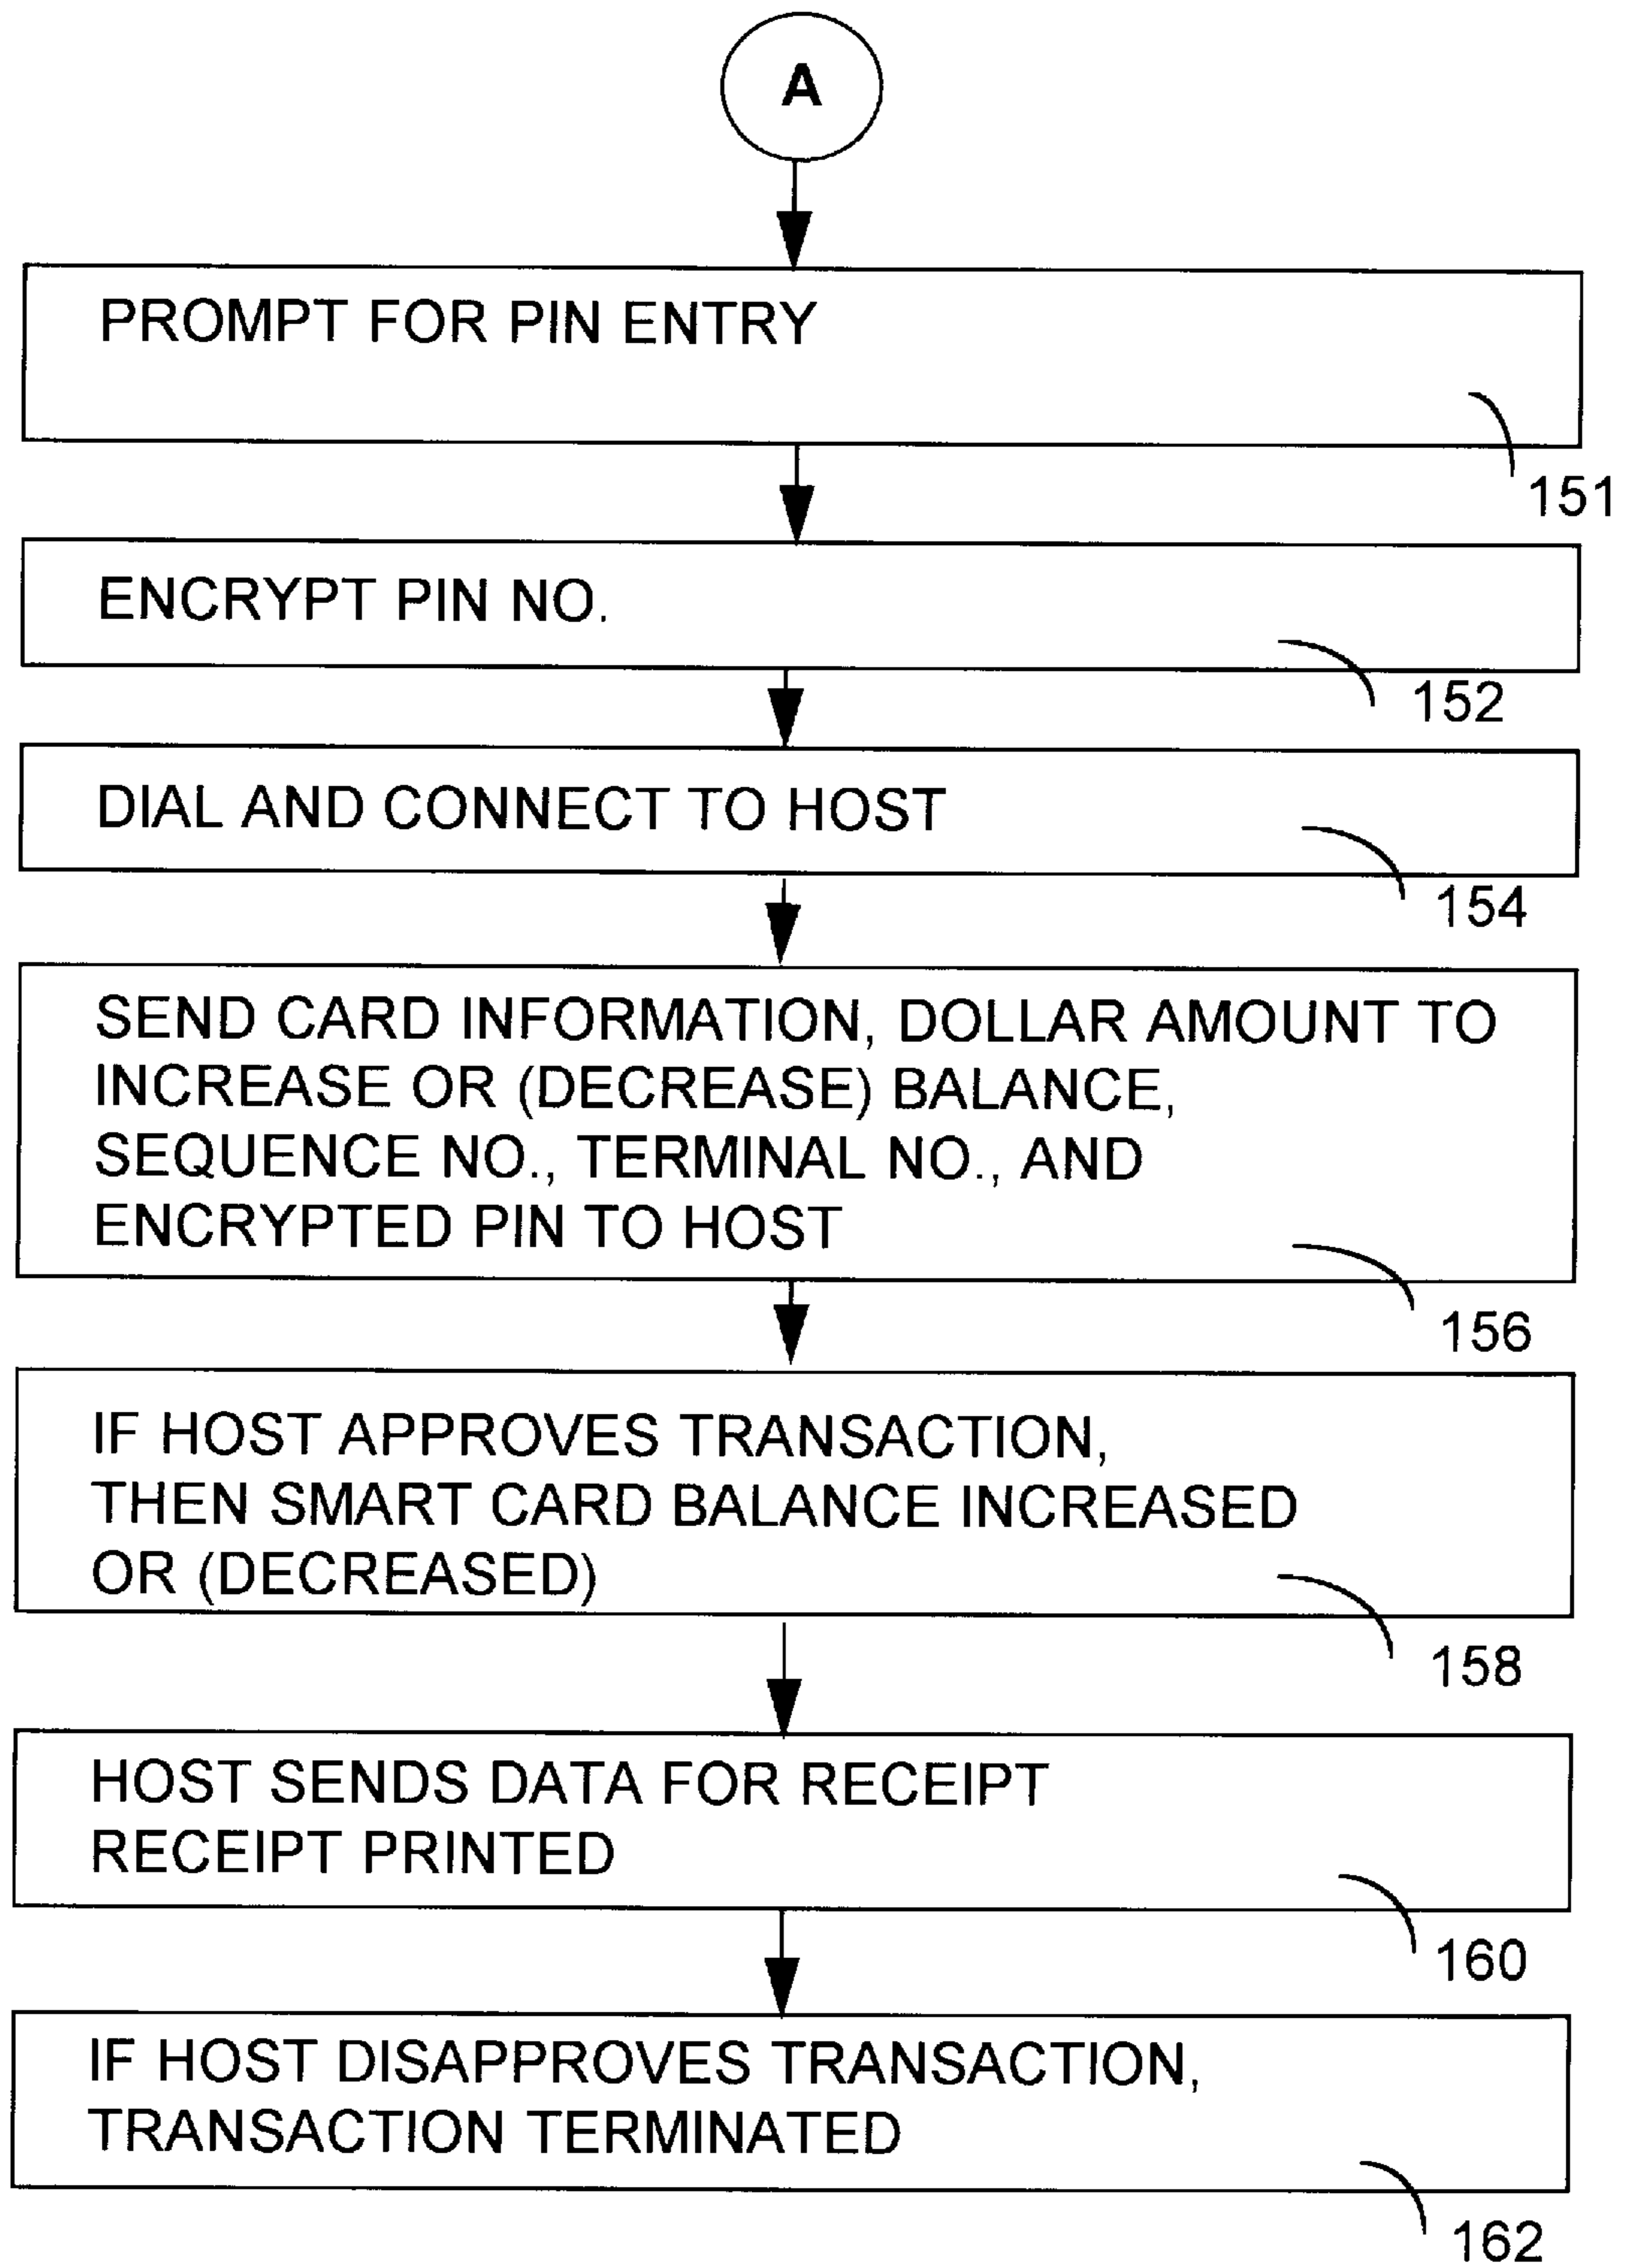 A
PROMPT FOR PIN ENTRY
151
ENCRYPT PIN NO.
152
DIAL AND CONNECT TO HOST
154
SEND CARD INFORMATION, DOLLAR AMOUNT TO
INCREASE OR (DECREASE) BALANCE,
SEQUENCE NO., TERMINAL NO., AND
ENCRYPTED PIN TO HOST
156
IF HOST APPROVES TRANSACTION,
THEN SMART CARD BALANCE INCREASED
OR (DECREASED)
158
HOST SENDS DATA FOR RECEIPT
RECEIPT PRINTED
160
IF HOST DISAPPROVES TRANSACTION,
TRANSACTION TERMINATED
162